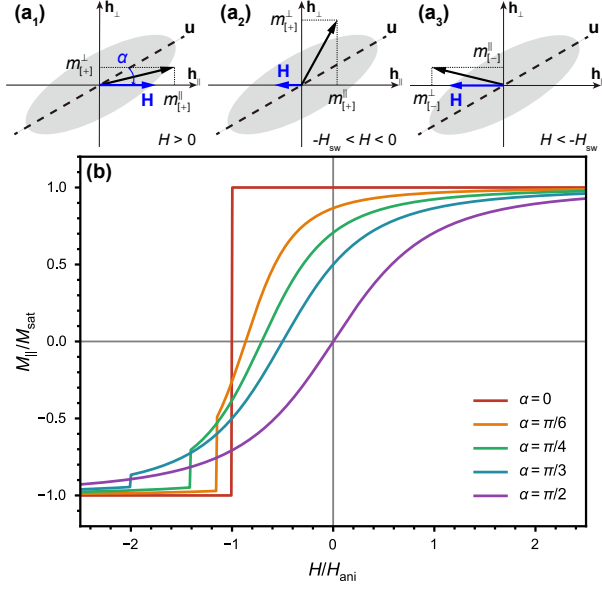 (a₁)
h⊥
u
α
m[+]⊥
h∥
H
m[+]∥
H > 0
(a₂)
m[+]⊥
h⊥
u
H
h∥
m[+]∥
-Hsw < H < 0
(a₃)
h⊥
u
m[−]∥
H
h∥
m[−]⊥
H < -Hsw
(b)
1.0
0.5
0.0
−0.5
−1.0
M∥/Msat
α = 0
α = π/6
α = π/4
α = π/3
α = π/2
−2
−1
0
1
2
H/Hani